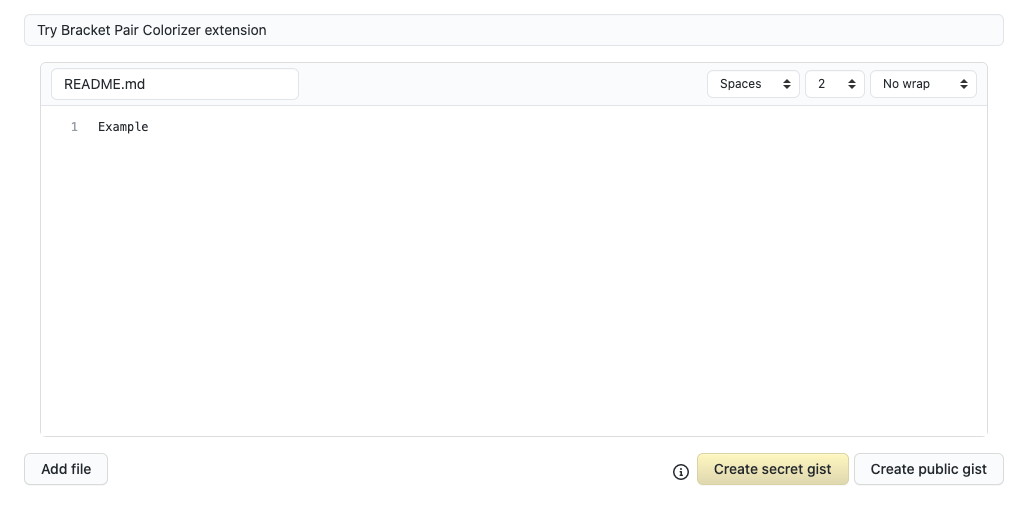 Try Bracket Pair Colorizer extension
README.md Spaces 2 No wrap
1 Example
Add file Create secret gist Create public gist